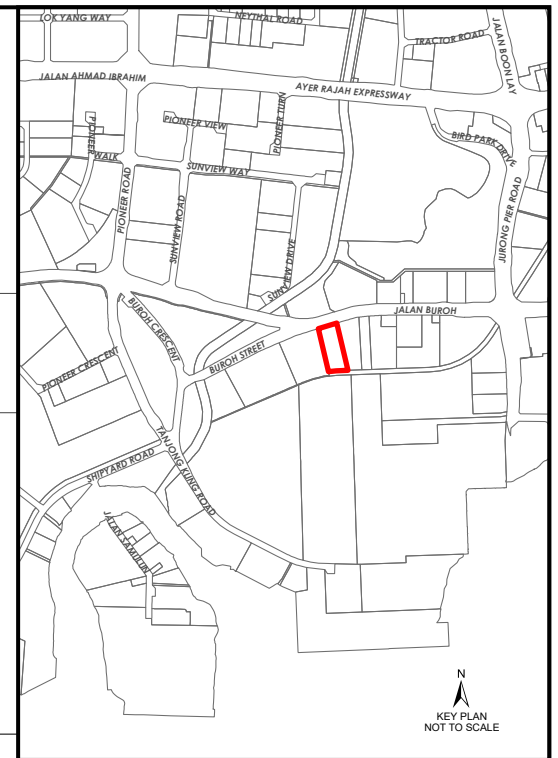 LOK YANG WAY
NEYTHAL ROAD
TRACTOR ROAD
JALAN BOON LAY
JALAN AHMAD IBRAHIM
AYER RAJAH EXPRESSWAY
PIONEER WALK
PIONEER VIEW
PIONEER TURN
BIRD PARK DRIVE
PIONEER ROAD
SUNVIEW WAY
SUNVIEW ROAD
JURONG PIER ROAD
SUNVIEW DRIVE
BUROH CRESCENT
JALAN BUROH
BUROH STREET
PIONEER CRESCENT
TANJONG KLING ROAD
SHIPYARD ROAD
JALAN SAMULUN
N
KEY PLAN
NOT TO SCALE